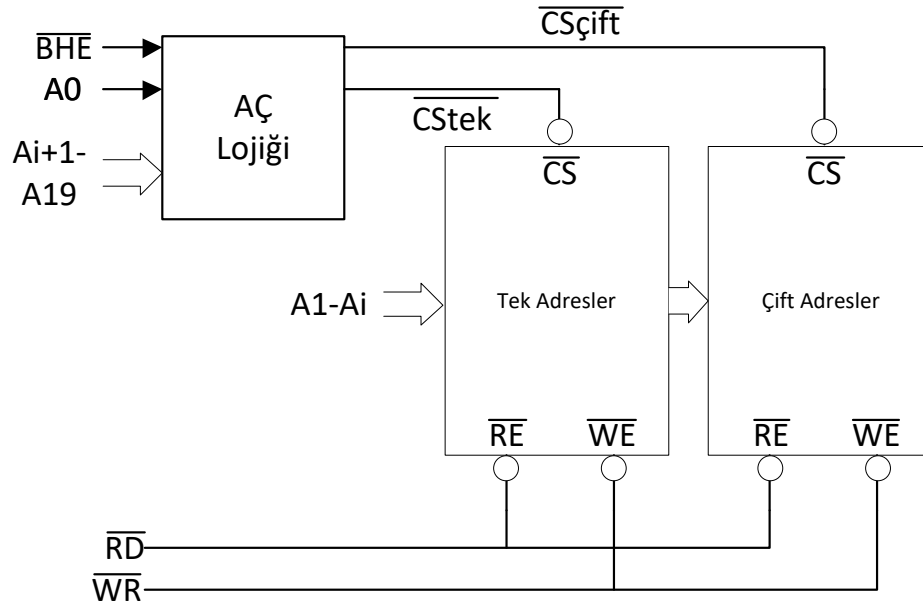 CSçift
BHE
A0
AÇ
Lojiği
CStek
Ai+1-
A19
CS
CS
A1-Ai
Tek Adresler
Çift Adresler
RE
WE
RE
WE
RD
WR